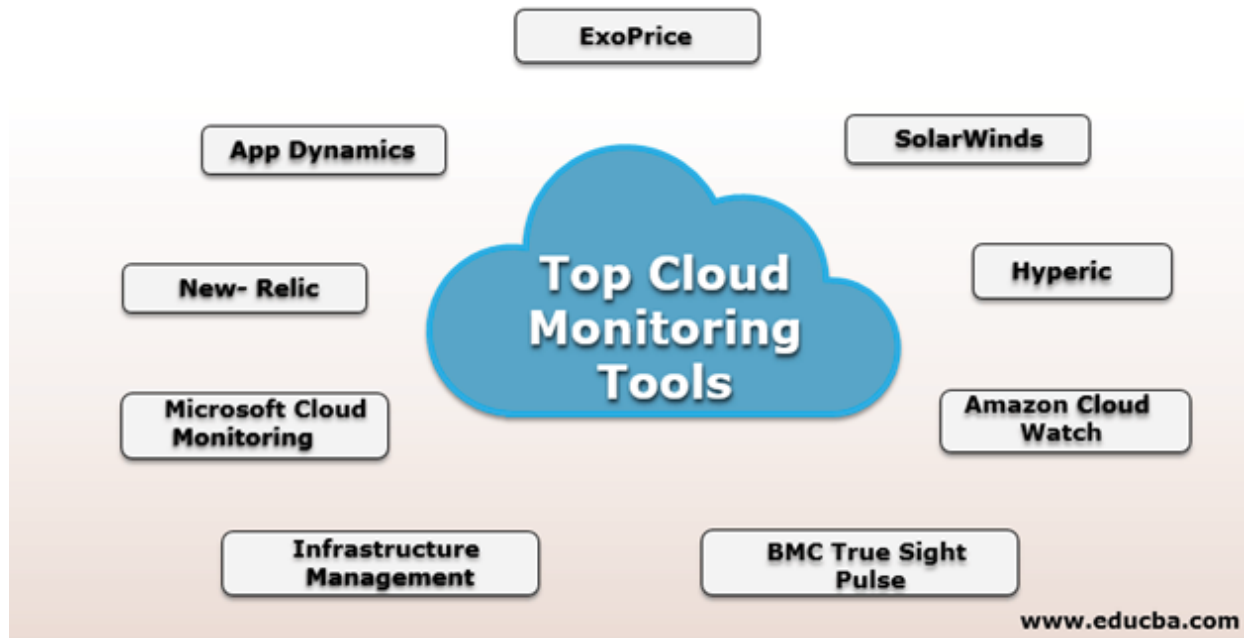 ExoPrice
App Dynamics
SolarWinds
Top Cloud
Monitoring
Tools
New- Relic
Hyperic
Microsoft Cloud
Monitoring
Amazon Cloud
Watch
Infrastructure
Management
BMC True Sight
Pulse
www.educba.com